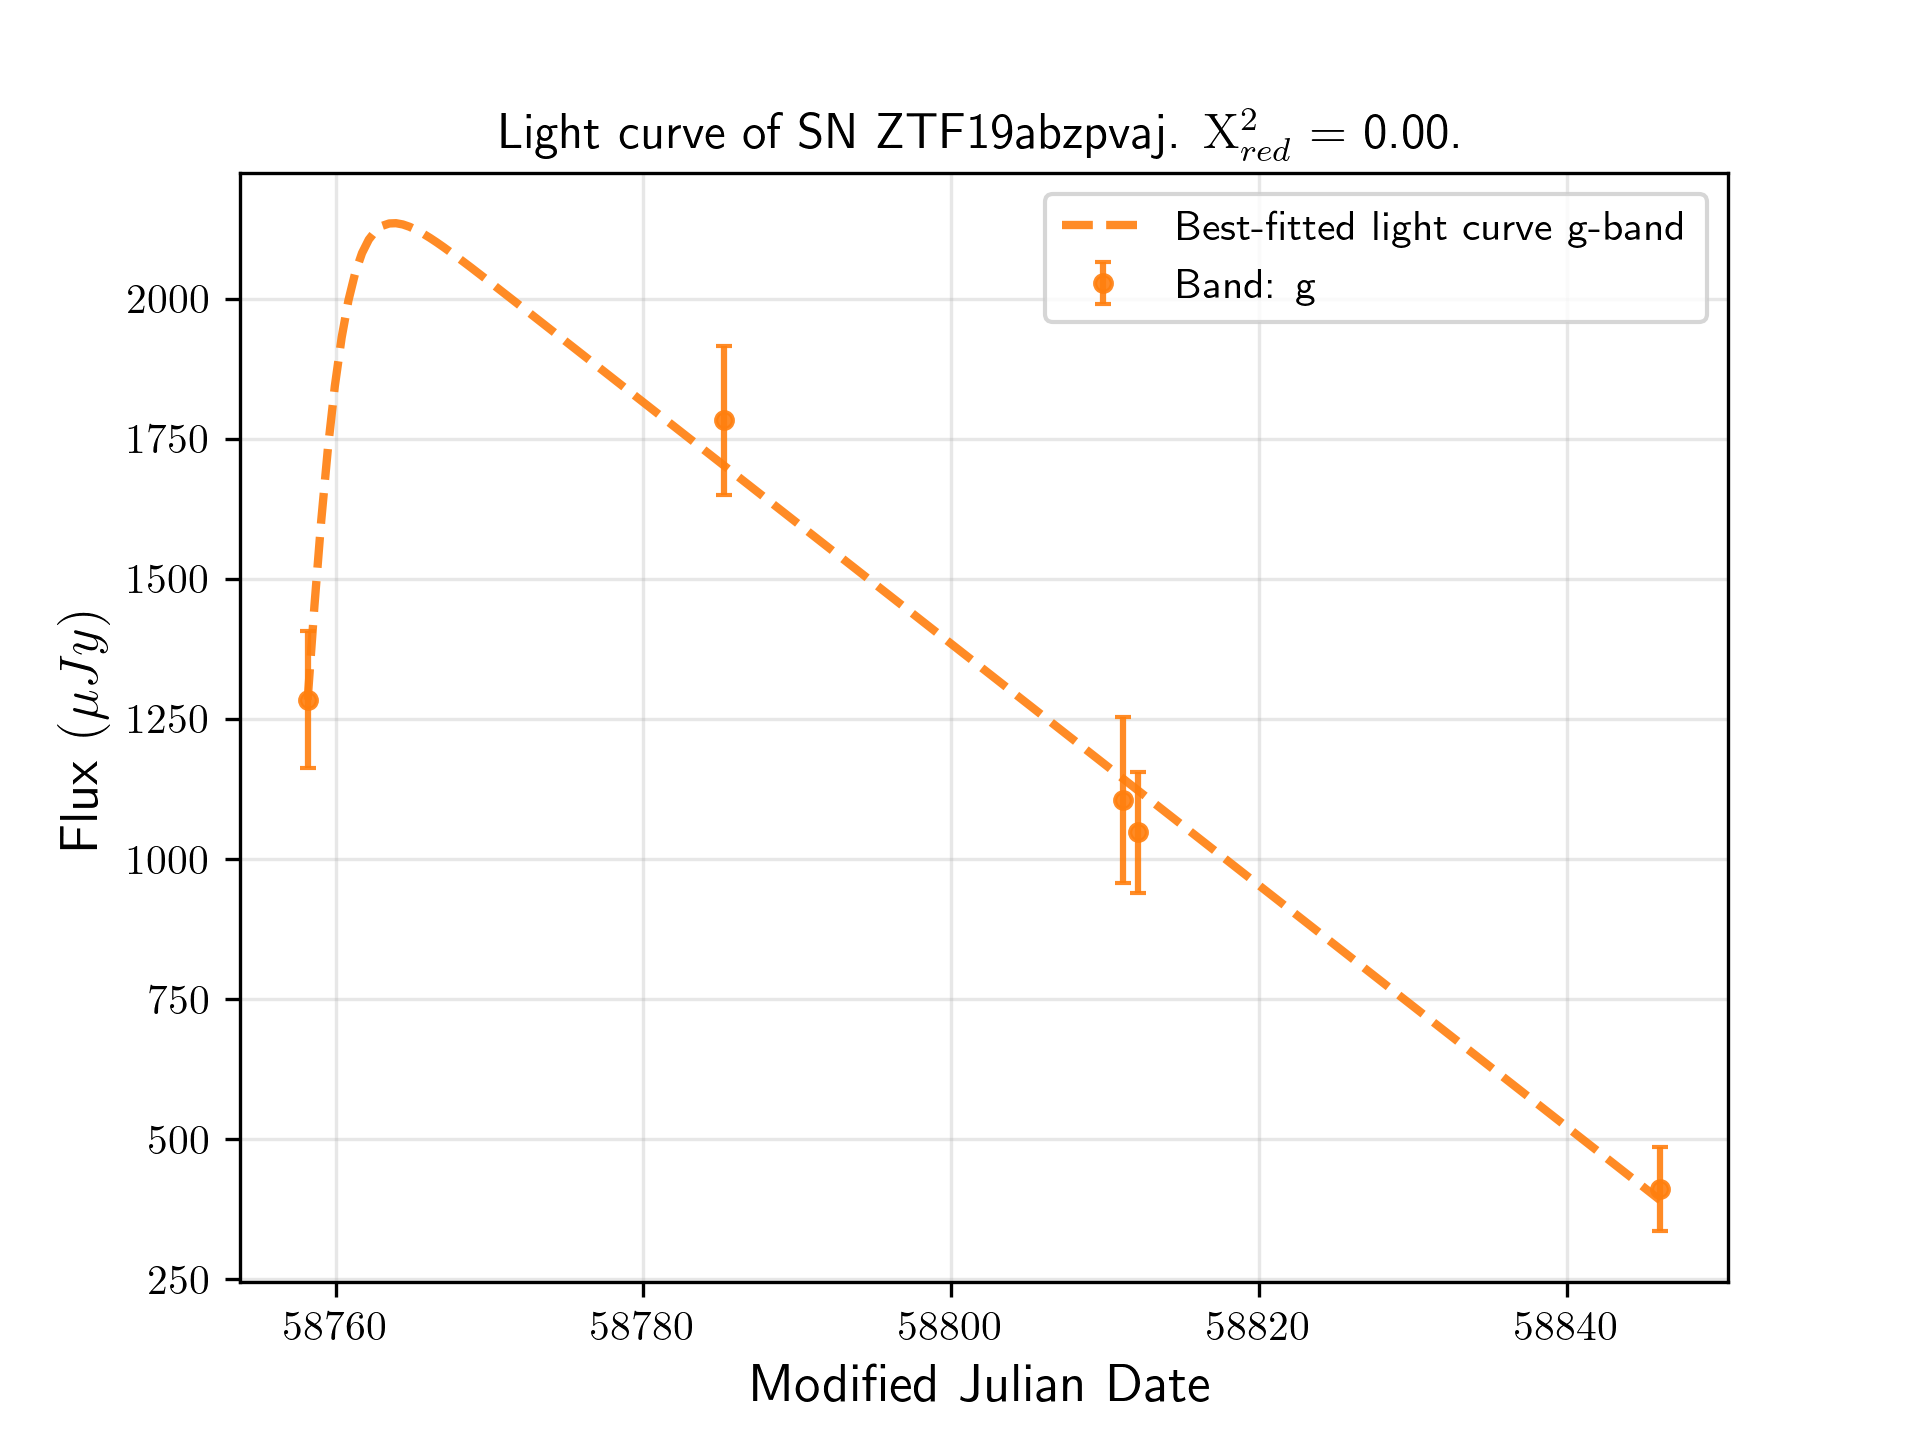 Light curve of SN ZTF19abzpvaj. X²red = 0.00.
Best-fitted light curve g-band
Band: g
Flux (μJy)
2000
1750
1500
1250
1000
750
500
250
58760 58780 58800 58820 58840
Modified Julian Date